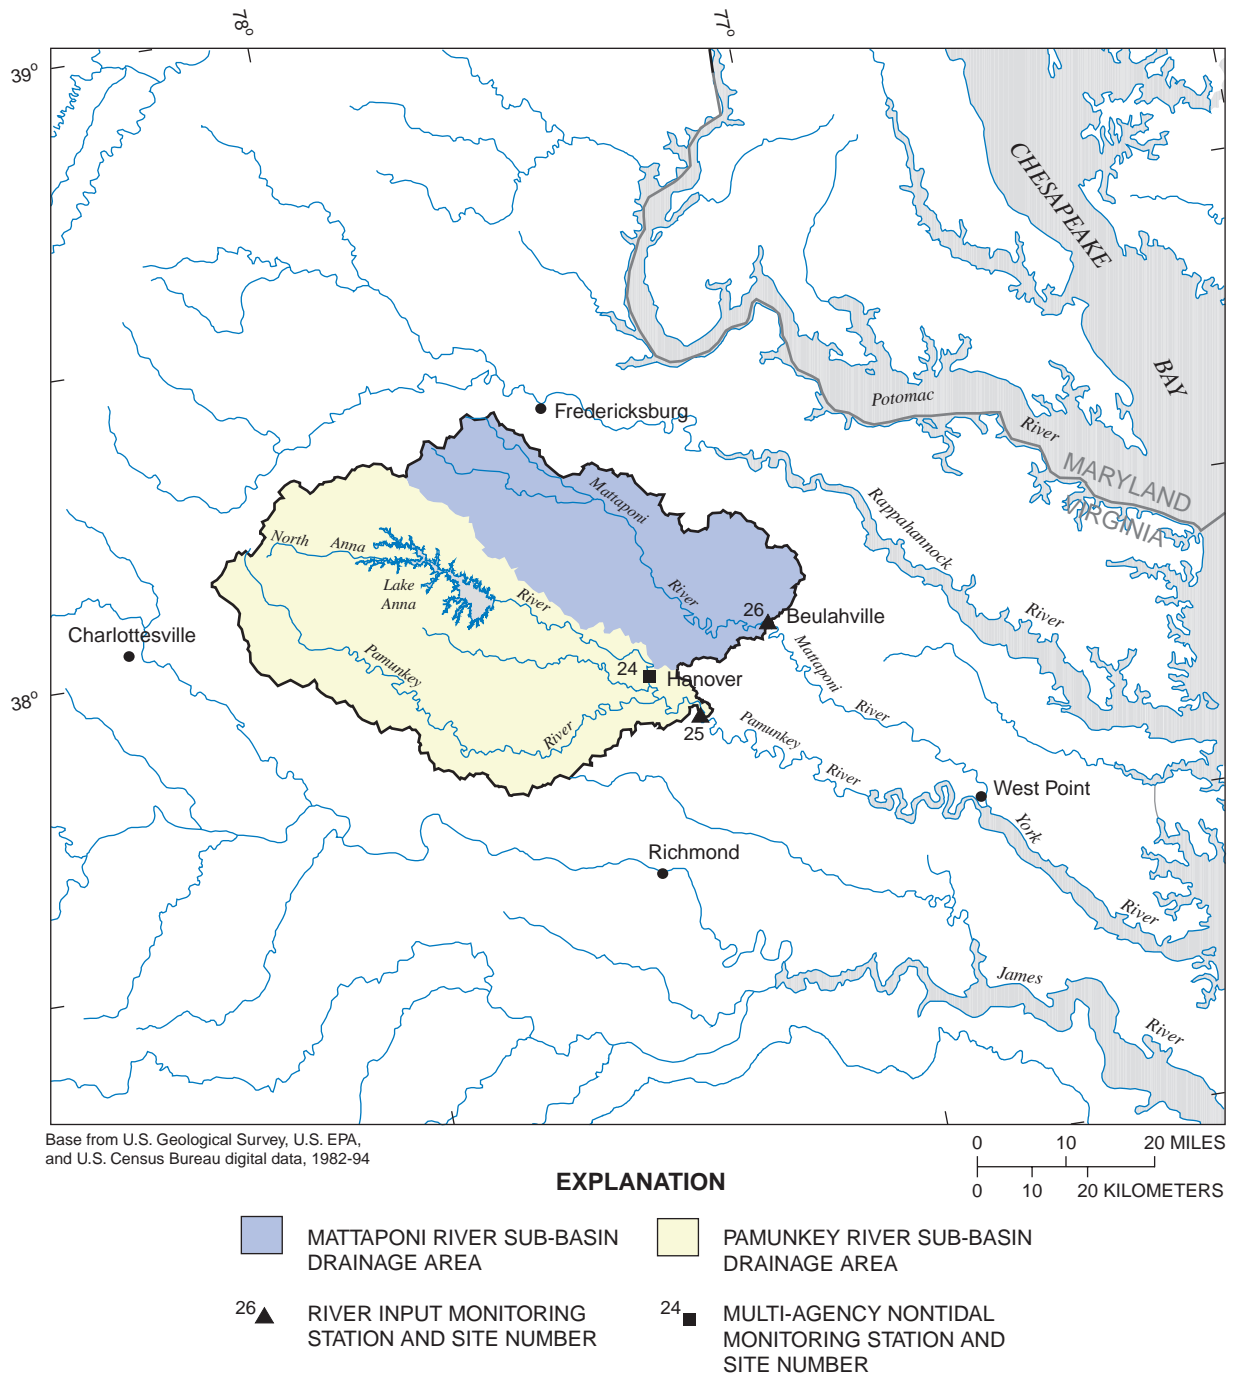 78°
77°
39°
CHESAPEAKE
BAY
Potomac
River
Fredericksburg
MARYLAND
VIRGINIA
Mattaponi
Rappahannock
North Anna
Lake
Anna
River
River
River
26
Beulahville
Charlottesville
Mattaponi
Pamunkey
24
Hanover
38°
River
River
25
Pamunkey
River
West Point
York
Richmond
River
James
River
Base from U.S. Geological Survey, U.S. EPA,
and U.S. Census Bureau digital data, 1982-94
0 10 20 MILES
0 10 20 KILOMETERS
EXPLANATION
MATTAPONI RIVER SUB-BASIN
DRAINAGE AREA
PAMUNKEY RIVER SUB-BASIN
DRAINAGE AREA
26
RIVER INPUT MONITORING
STATION AND SITE NUMBER
24
MULTI-AGENCY NONTIDAL
MONITORING STATION AND
SITE NUMBER